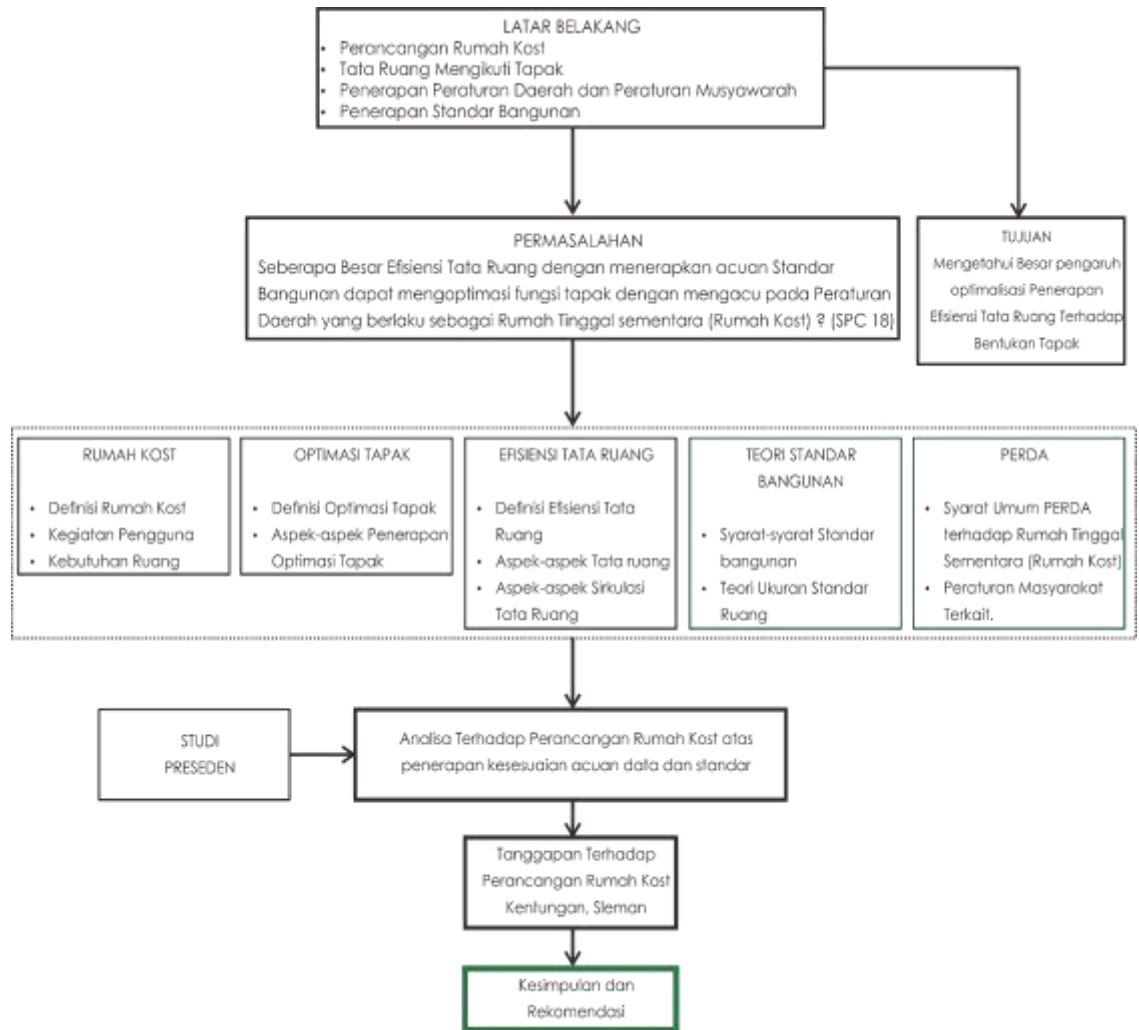 LATAR BELAKANG
• Perancangan Rumah Kost
• Tata Ruang Mengikuti Tapak
• Penerapan Peraturan Daerah dan Peraturan Musyawarah
• Penerapan Standar Bangunan
PERMASALAHAN
Seberapa Besar Efisiensi Tata Ruang dengan menerapkan acuan Standar
Bangunan dapat mengoptimasi fungsi tapak dengan mengacu pada Peraturan
Daerah yang berlaku sebagai Rumah Tinggal sementara (Rumah Kost) ? (SPC 18)
TUJUAN
Mengetahui Besar pengaruh
optimalisasi Penerapan
Efisiensi Tata Ruang Terhadap
Bentukan Tapak
RUMAH KOST
• Definisi Rumah Kost
• Kegiatan Pengguna
• Kebutuhan Ruang
OPTIMASI TAPAK
• Definisi Optimasi Tapak
• Aspek-aspek Penerapan
Optimasi Tapak
EFISIENSI TATA RUANG
• Definisi Efisiensi Tata
Ruang
• Aspek-aspek Tata ruang
• Aspek-aspek Sirkulasi
Tata Ruang
TEORI STANDAR
BANGUNAN
• Syarat-syarat Standar
bangunan
• Teori Ukuran Standar
Ruang
PERDA
• Syarat Umum PERDA
terhadap Rumah Tinggal
Sementara (Rumah Kost)
• Peraturan Masyarakat
Terkait.
STUDI
PRESEDEN
Analisa Terhadap Perancangan Rumah Kost atas
penerapan kesesuaian acuan data dan standar
Tanggapan Terhadap
Perancangan Rumah Kost
Kentungan, Sleman
Kesimpulan dan
Rekomendasi